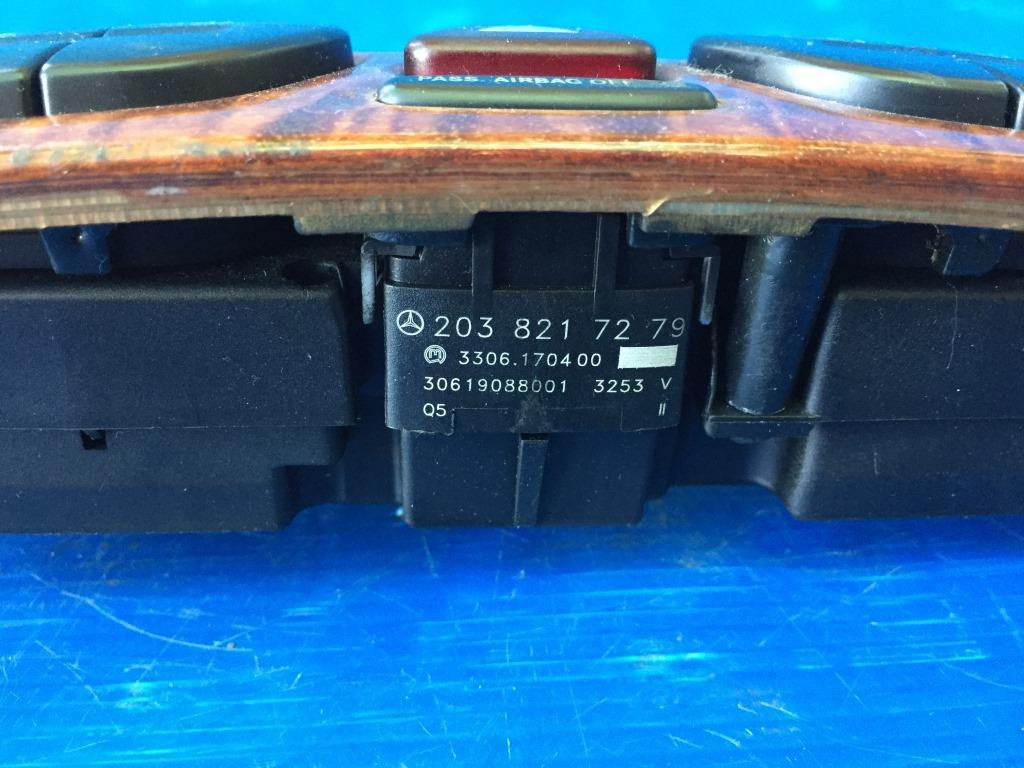 PASS. AIRBAG OFF
203 821 72 79
3306.170400
30619088001 3253 V
Q5 II